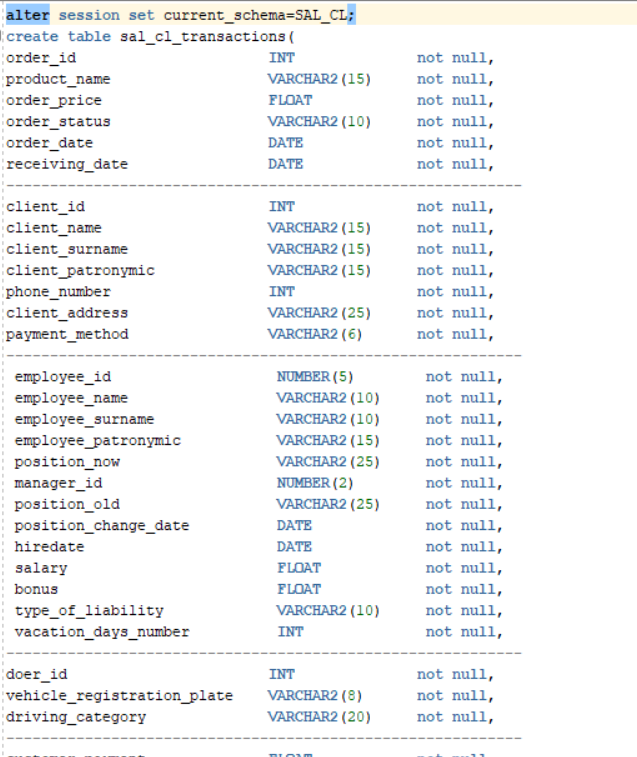 alter session set current_schema=SAL_CL;
create table sal_cl_transactions(
order_id INT not null,
product_name VARCHAR2(15) not null,
order_price FLOAT not null,
order_status VARCHAR2(10) not null,
order_date DATE not null,
receiving_date DATE not null,
--------------------------------------------------------------
client_id INT not null,
client_name VARCHAR2(15) not null,
client_surname VARCHAR2(15) not null,
client_patronymic VARCHAR2(15) not null,
phone_number INT not null,
client_address VARCHAR2(25) not null,
payment_method VARCHAR2(6) not null,
--------------------------------------------------------------
employee_id NUMBER(5) not null,
employee_name VARCHAR2(10) not null,
employee_surname VARCHAR2(10) not null,
employee_patronymic VARCHAR2(15) not null,
position_now VARCHAR2(25) not null,
manager_id NUMBER(2) not null,
position_old VARCHAR2(25) not null,
position_change_date DATE not null,
hiredate DATE not null,
salary FLOAT not null,
bonus FLOAT not null,
type_of_liability VARCHAR2(10) not null,
vacation_days_number INT not null,
--------------------------------------------------------------
doer_id INT not null,
vehicle_registration_plate VARCHAR2(8) not null,
driving_category VARCHAR2(20) not null,
--------------------------------------------------------------